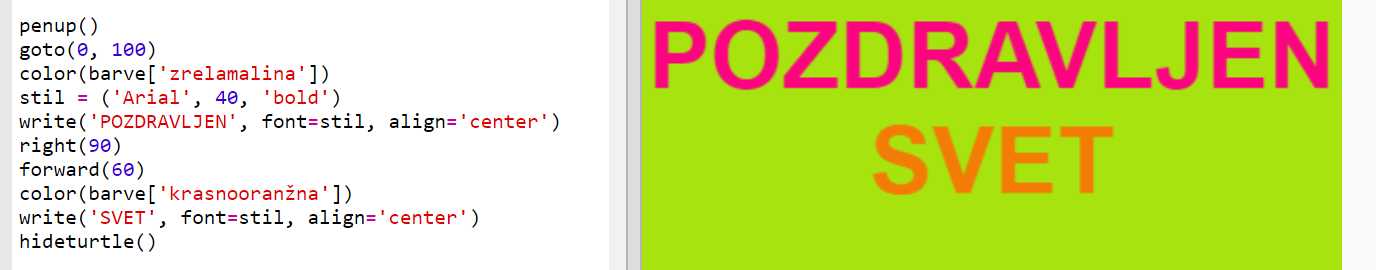 penup()
goto(0, 100)
color(barve['zrelamalina'])
stil = ('Arial', 40, 'bold')
write('POZDRAVLJEN', font=stil, align='center')
right(90)
forward(60)
color(barve['krasnooranžna'])
write('SVET', font=stil, align='center')
hideturtle()
POZDRAVLJEN
SVET